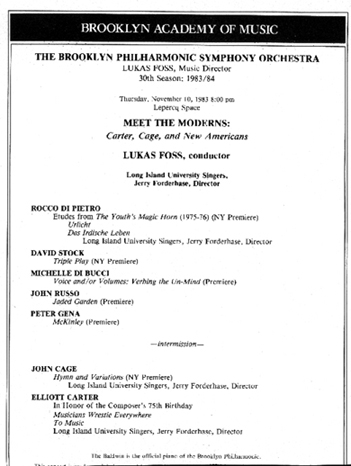 BROOKLYN ACADEMY OF MUSIC
THE BROOKLYN PHILHARMONIC SYMPHONY ORCHESTRA
LUKAS FOSS, Music Director
30th Season: 1983/84
Thursday, November 10, 1983 8:00 pm
Lepercq Space
MEET THE MODERNS:
Carter, Cage, and New Americans
LUKAS FOSS, conductor
Long Island University Singers,
Jerry Forderhase, Director
ROCCO DI PIETRO
Etudes from The Youth's Magic Horn (1975-76) (NY Premiere)
Urlicht
Das Irdische Leben
Long Island University Singers, Jerry Forderhase, Director
DAVID STOCK
Triple Play (NY Premiere)
MICHELLE DI BUCCI
Voice and/or Volumes: Verbing the Un-Mind (Premiere)
JOHN RUSSO
Jaded Garden (Premiere)
PETER GENA
McKinley (Premiere)
—intermission—
JOHN CAGE
Hymn and Variations (NY Premiere)
Long Island University Singers, Jerry Forderhase, Director
ELLIOTT CARTER
In Honor of the Composer's 75th Birthday
Musicians Wrestle Everywhere
To Music
Long Island University Singers, Jerry Forderhase, Director
The Baldwin is the official piano of the Brooklyn Philharmonic.